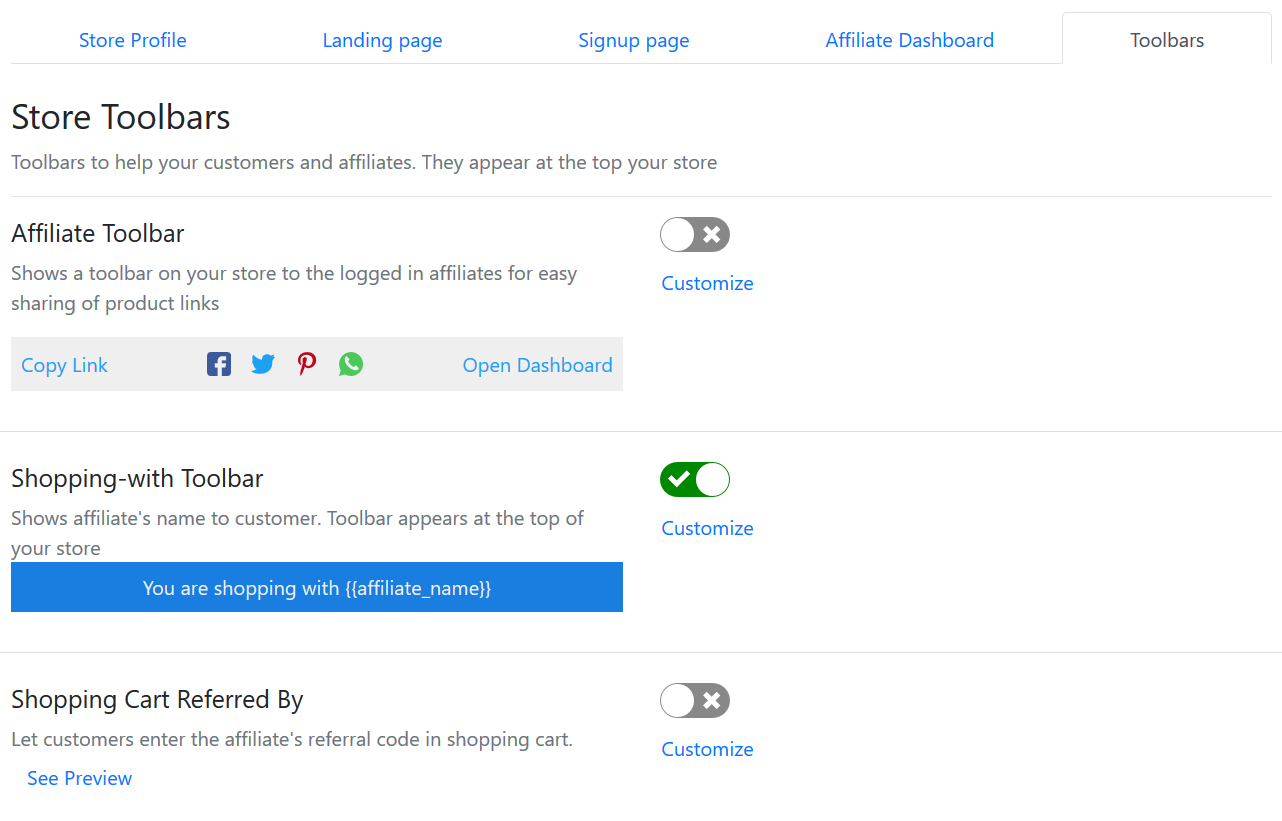 Store Profile
Landing page
Signup page
Affiliate Dashboard
Toolbars
Store Toolbars
Toolbars to help your customers and affiliates. They appear at the top your store
Affiliate Toolbar
Shows a toolbar on your store to the logged in affiliates for easy
sharing of product links
Customize
Copy Link
Open Dashboard
Shopping-with Toolbar
Shows affiliate's name to customer. Toolbar appears at the top of
your store
Customize
You are shopping with {{affiliate_name}}
Shopping Cart Referred By
Let customers enter the affiliate's referral code in shopping cart.
Customize
See Preview